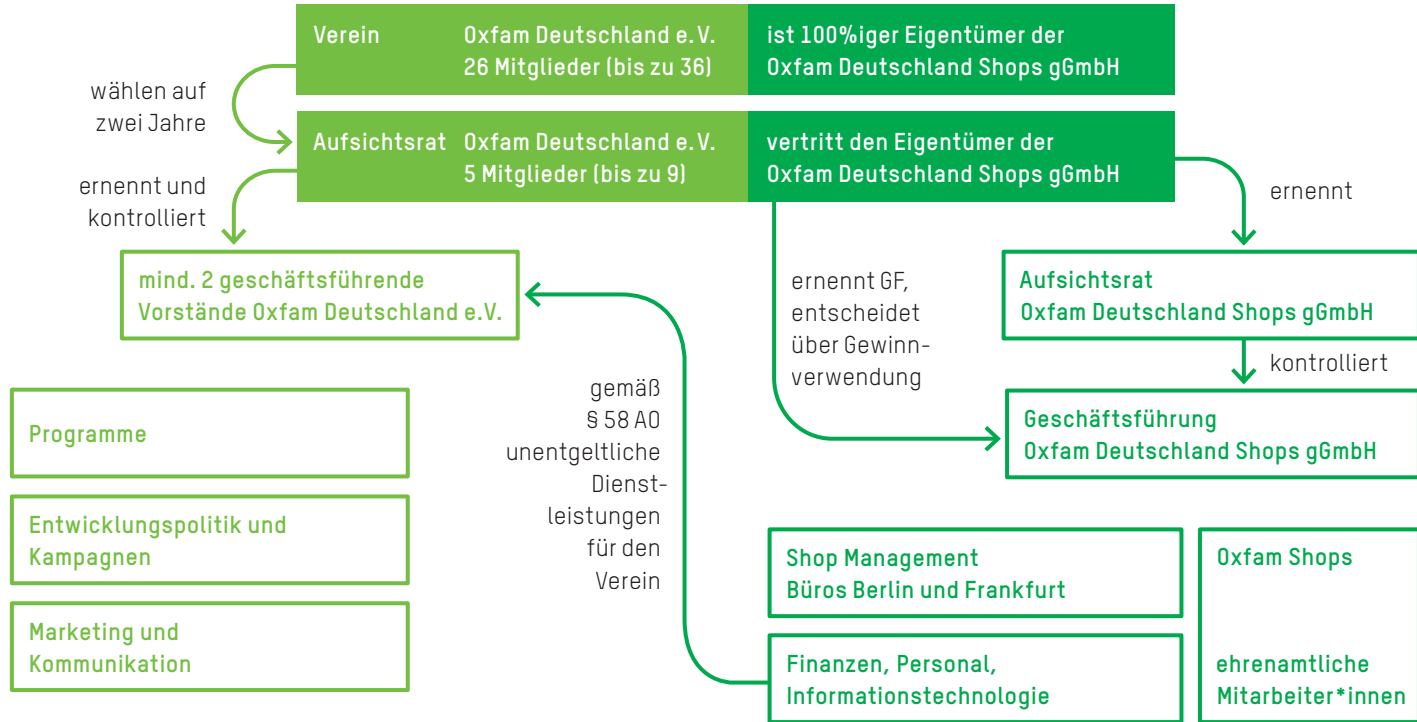 Verein
Oxfam Deutschland e.V.
26 Mitglieder (bis zu 36)
ist 100%iger Eigentümer der
Oxfam Deutschland Shops gGmbH
wählen auf
zwei Jahre
Aufsichtsrat
Oxfam Deutschland e.V.
5 Mitglieder (bis zu 9)
vertritt den Eigentümer der
Oxfam Deutschland Shops gGmbH
ernennt und
kontrolliert
ernennt
mind. 2 geschäftsführende
Vorstände Oxfam Deutschland e.V.
ernennt GF,
entscheidet
über Gewinn-
verwendung
Aufsichtsrat
Oxfam Deutschland Shops gGmbH
kontrolliert
Geschäftsführung
Oxfam Deutschland Shops gGmbH
gemäß
§ 58 AO
unentgeltliche
Dienst-
leistungen
für den
Verein
Programme
Entwicklungspolitik und
Kampagnen
Marketing und
Kommunikation
Shop Management
Büros Berlin und Frankfurt
Finanzen, Personal,
Informationstechnologie
Oxfam Shops
ehrenamtliche
Mitarbeiter*innen